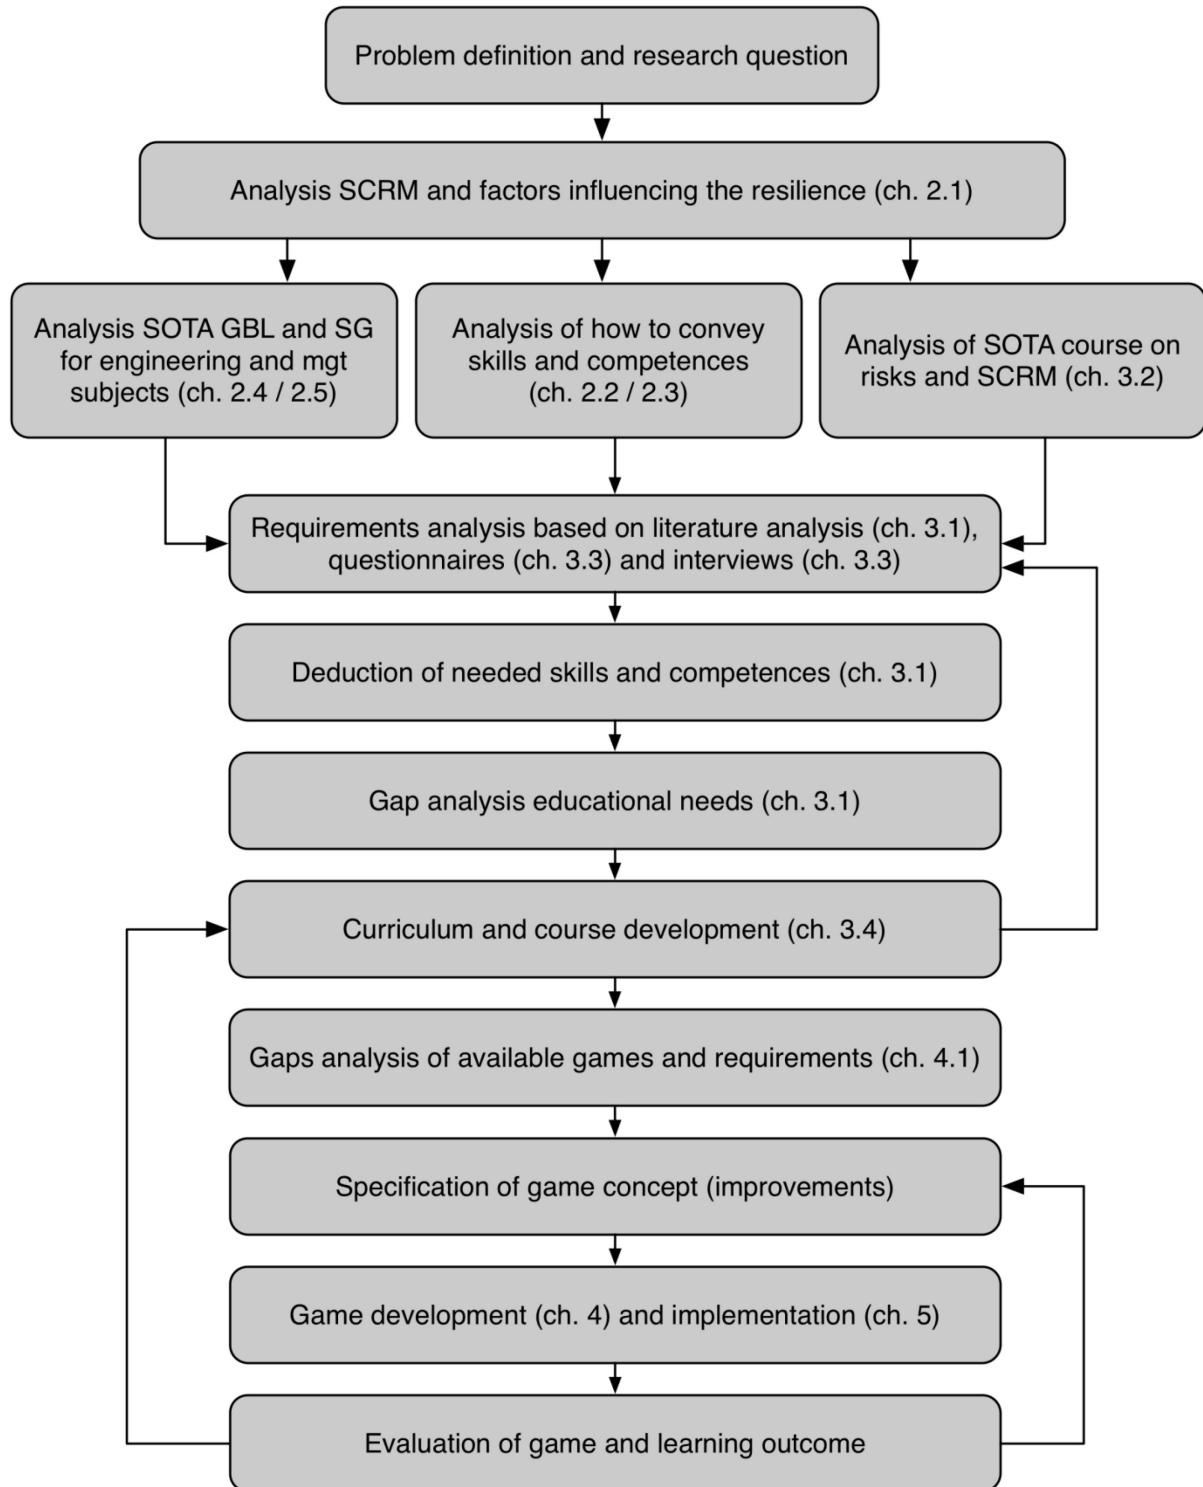 Problem definition and research question
Analysis SCRM and factors influencing the resilience (ch. 2.1)
Analysis SOTA GBL and SG
for engineering and mgt
subjects (ch. 2.4 / 2.5)
Analysis of how to convey
skills and competences
(ch. 2.2 / 2.3)
Analysis of SOTA course on
risks and SCRM (ch. 3.2)
Requirements analysis based on literature analysis (ch. 3.1),
questionnaires (ch. 3.3) and interviews (ch. 3.3)
Deduction of needed skills and competences (ch. 3.1)
Gap analysis educational needs (ch. 3.1)
Curriculum and course development (ch. 3.4)
Gaps analysis of available games and requirements (ch. 4.1)
Specification of game concept (improvements)
Game development (ch. 4) and implementation (ch. 5)
Evaluation of game and learning outcome